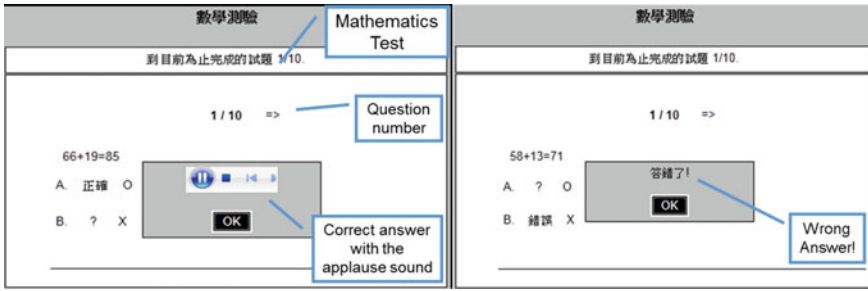 數學測驗
Mathematics
Test
到目前為止完成的試題 1/10.
1 / 10 =>
Question
number
66+19=85
A. 正確 O
B. ? X
OK
Correct answer
with the
applause sound
數學測驗
到目前為止完成的試題 1/10.
1 / 10 =>
58+13=71
A. ? O
B. 錯誤 X
答錯了!
OK
Wrong
Answer!